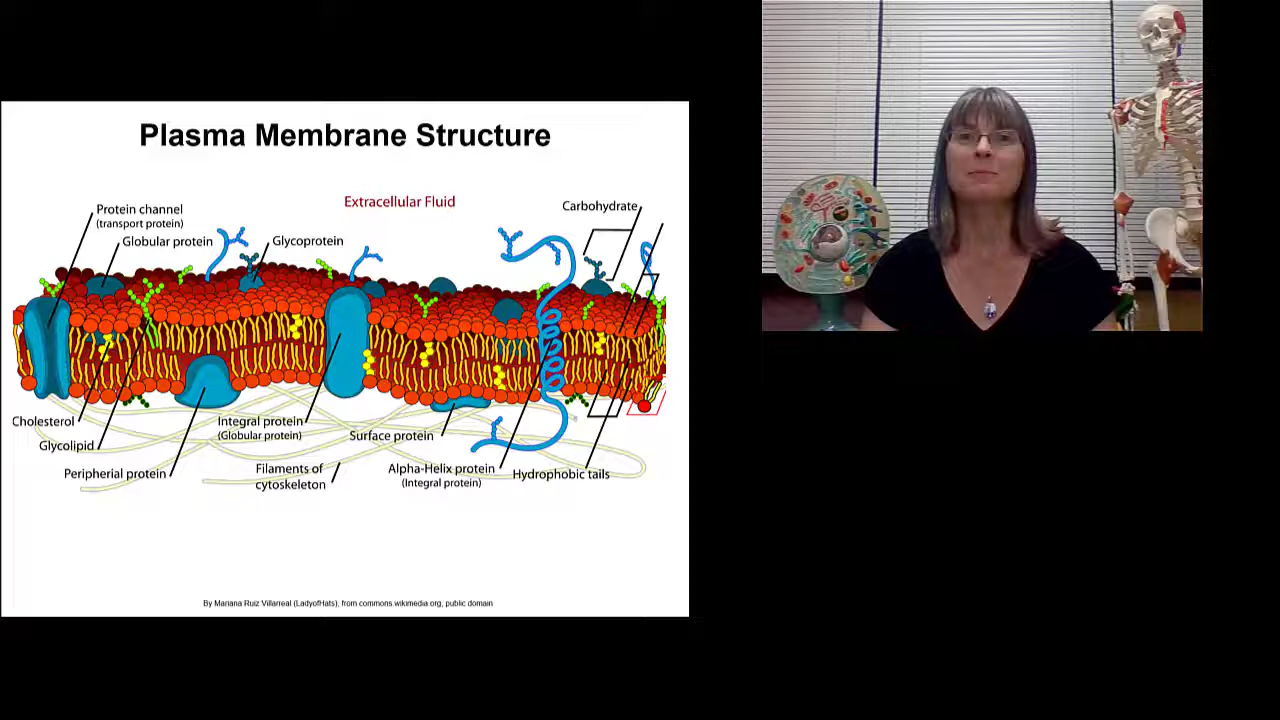 Plasma Membrane Structure
Extracellular Fluid
Carbohydrate
Protein channel
(transport protein)
Globular protein
Glycoprotein
Cholesterol
Glycolipid
Peripherial protein
Integral protein
(Globular protein)
Filaments of
cytoskeleton
Surface protein
Alpha-Helix protein
(Integral protein)
Hydrophobic tails
By Mariana Ruiz Villarreal (LadyofHats), from commons.wikimedia.org, public domain